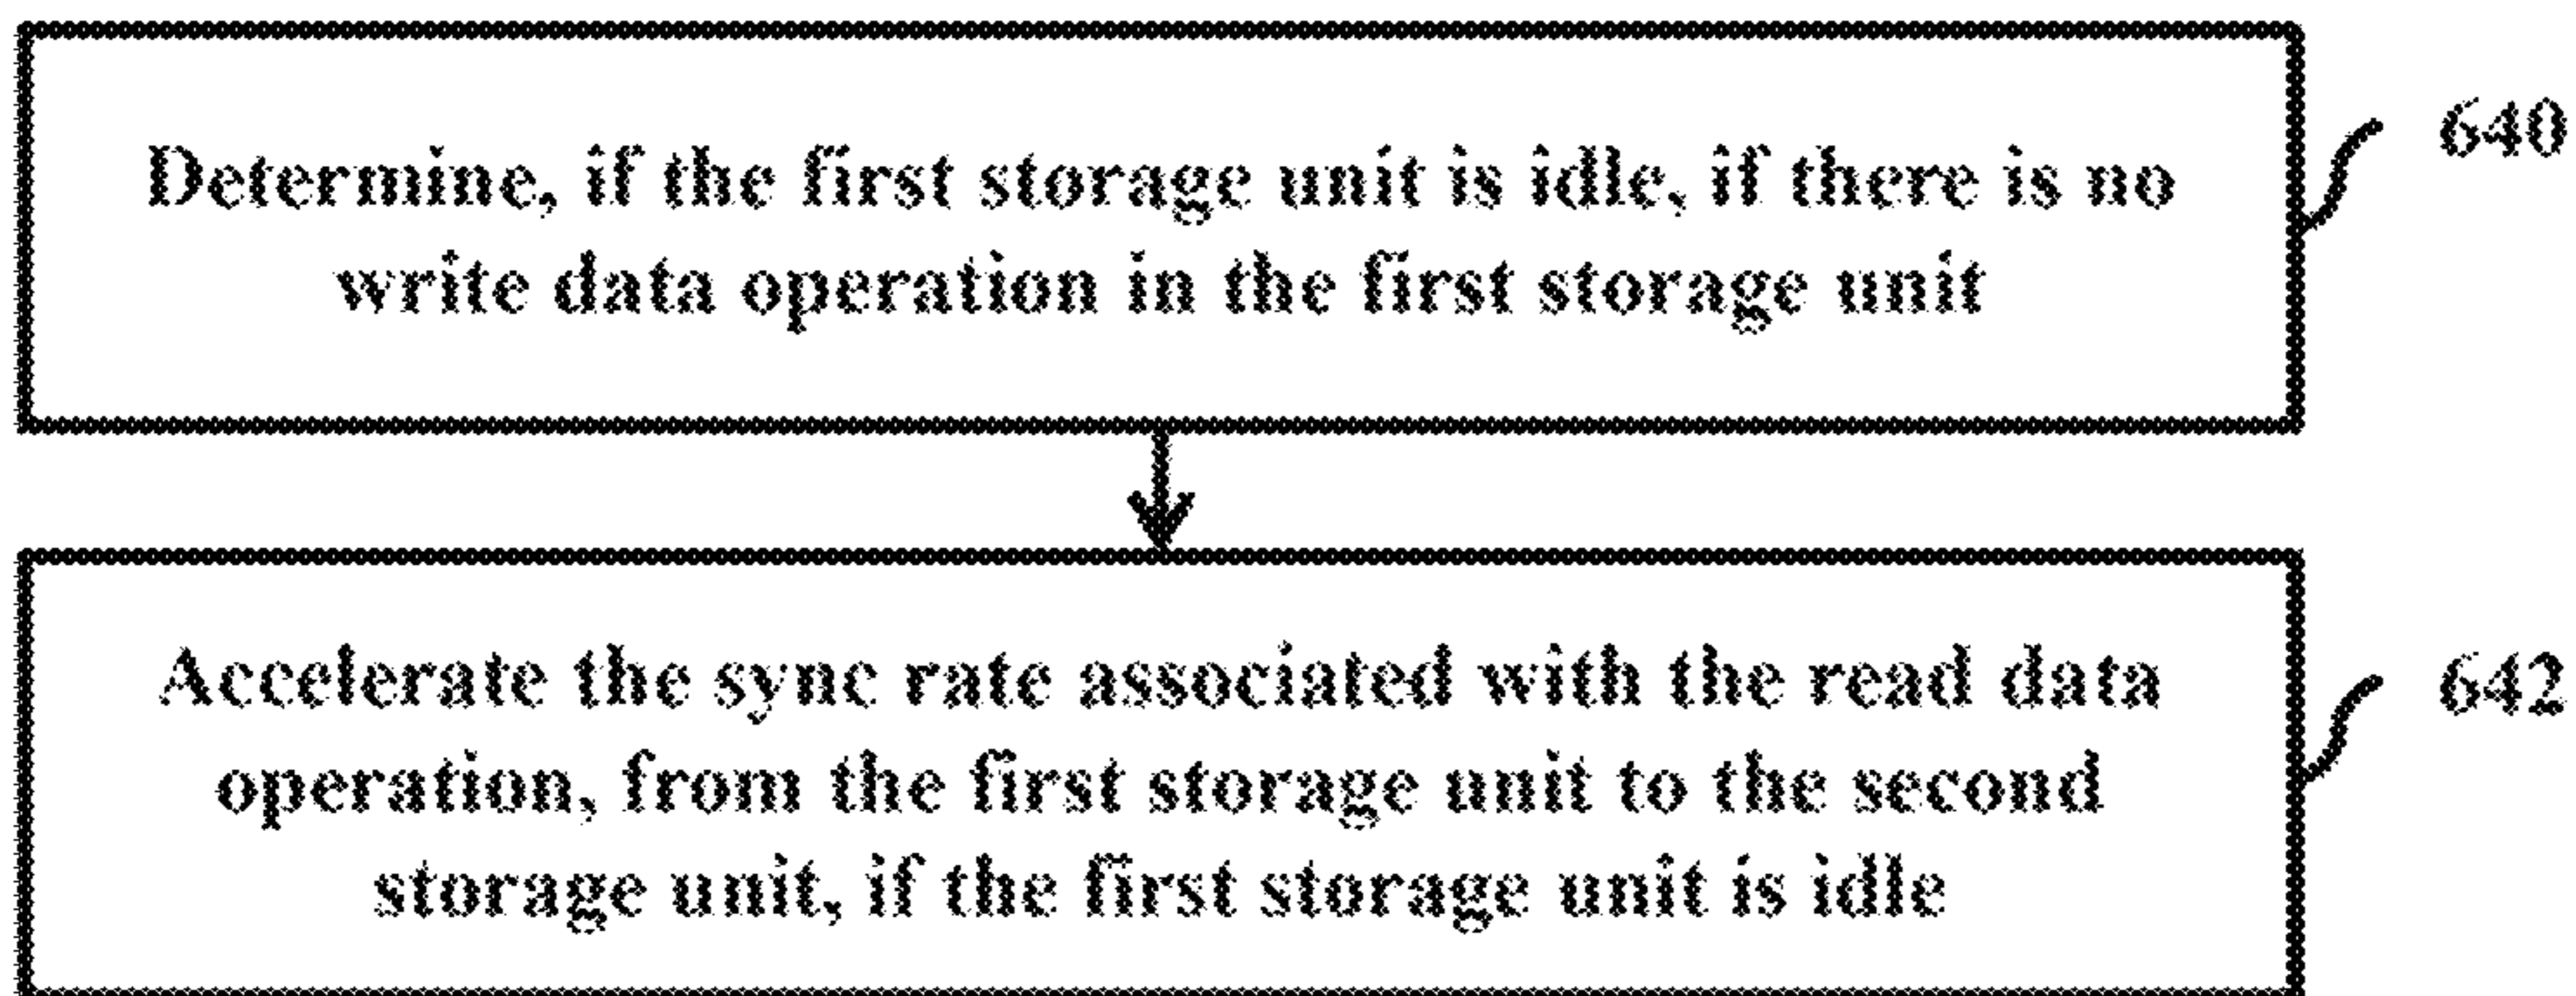 Determine, if the first storage unit is idle, if there is no
write data operation in the first storage unit
640
Accelerate the sync rate associated with the read data
operation, from the first storage unit to the second
storage unit, if the first storage unit is idle
642